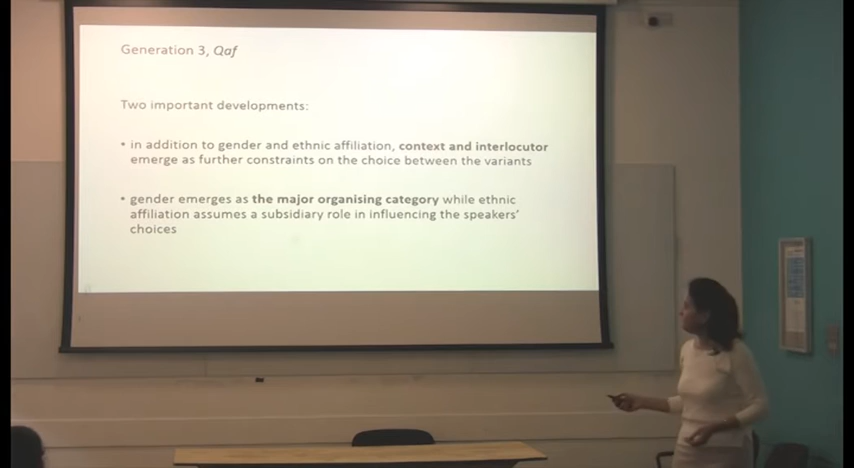 Generation 3, Qaf
Two important developments:
• in addition to gender and ethnic affiliation, context and interlocutor
emerge as further constraints on the choice between the variants
• gender emerges as the major organising category while ethnic
affiliation assumes a subsidiary role in influencing the speakers'
choices